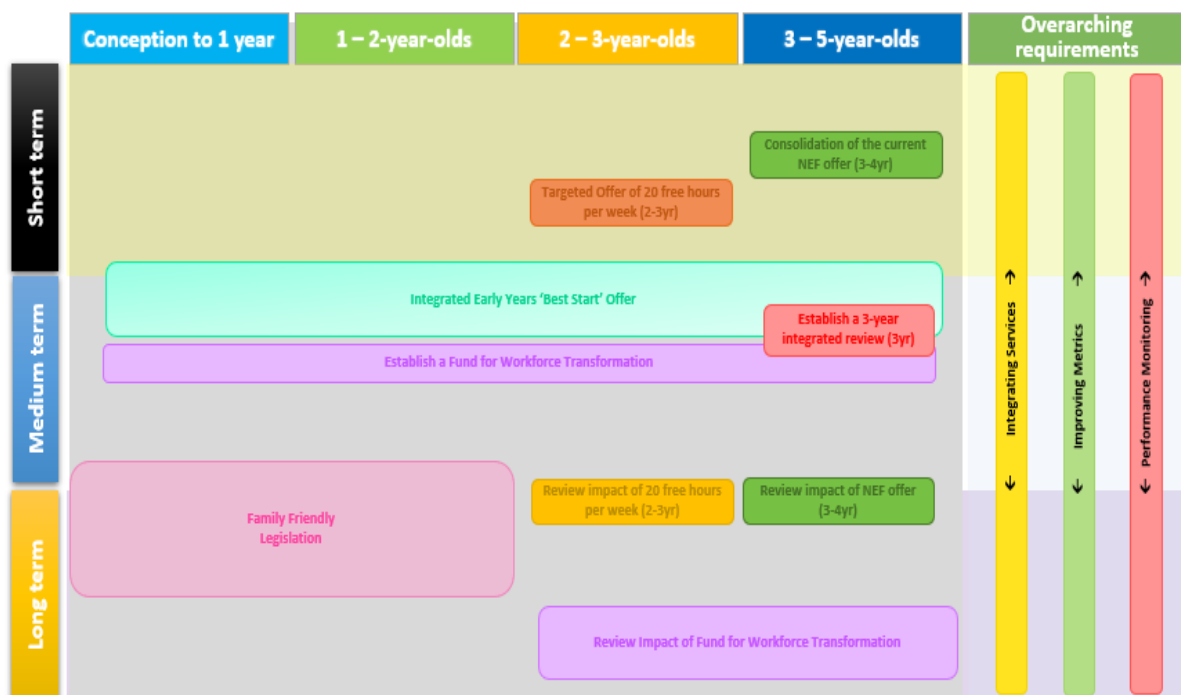 Conception to 1 year
1 – 2-year-olds
2 – 3-year-olds
3 – 5-year-olds
Overarching
requirements
Short term
Consolidation of the current
NEF offer (3-4yr)
Targeted Offer of 20 free hours
per week (2-3yr)
Medium term
Integrated Early Years ‘Best Start’ Offer
Establish a 3-year
integrated review (3yr)
Establish a Fund for Workforce Transformation
Long term
Family Friendly
Legislation
Review impact of 20 free hours
per week (2-3yr)
Review impact of NEF offer
(3-4yr)
Review Impact of Fund for Workforce Transformation
← Integrating Services →
← Improving Metrics →
← Performance Monitoring →